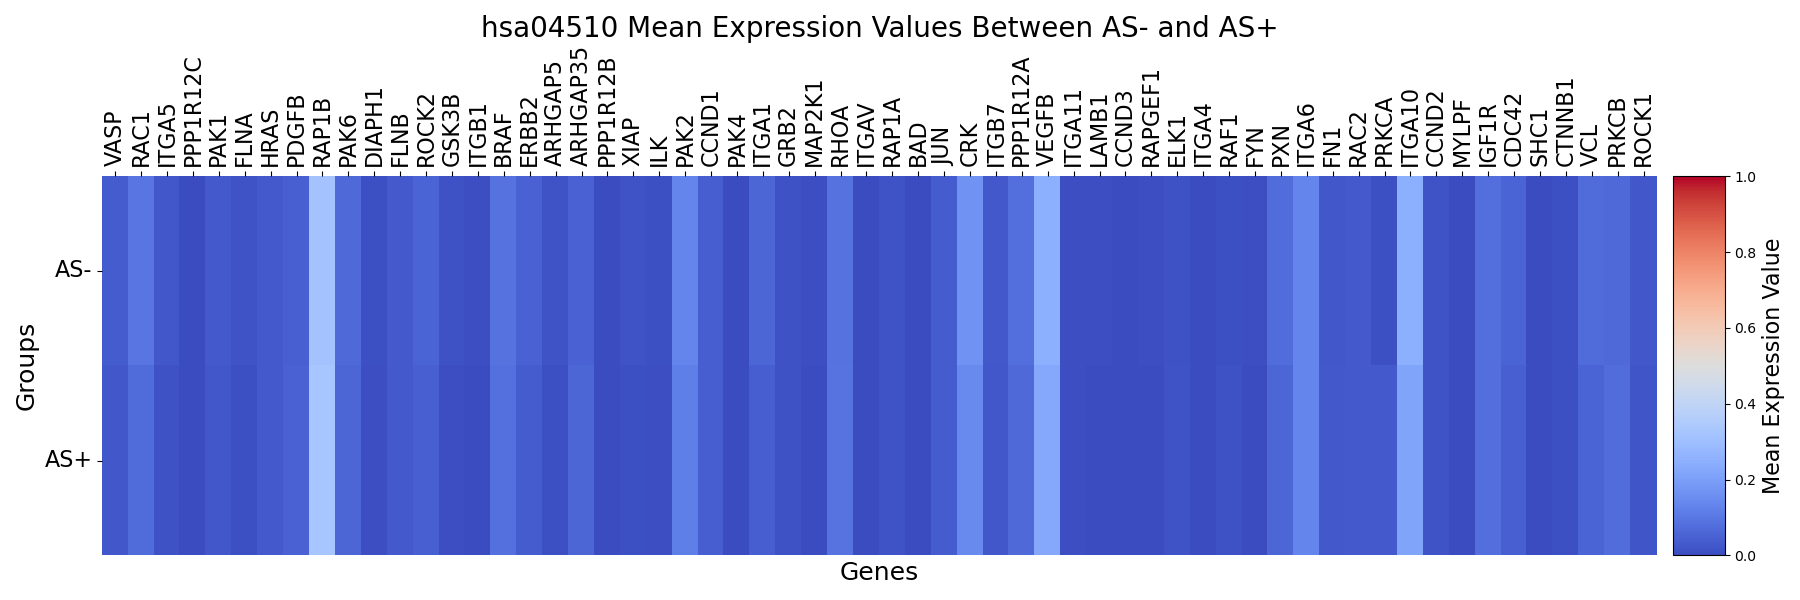 hsa04510 Mean Expression Values Between AS- and AS+
VASP
RAC1
ITGA5
PPP1R12C
PAK1
FLNA
HRAS
PDGFB
RAP1B
PAK6
DIAPH1
FLNB
ROCK2
GSK3B
ITGB1
BRAF
ERBB2
ARHGAP5
ARHGAP35
PPP1R12B
XIAP
ILK
PAK2
CCND1
PAK4
ITGA1
GRB2
MAP2K1
RHOA
ITGAV
RAP1A
BAD
JUN
CRK
ITGB7
PPP1R12A
VEGFB
ITGA11
LAMB1
CCND3
RAPGEF1
ELK1
ITGA4
RAF1
FYN
PXN
ITGA6
FN1
RAC2
PRKCA
ITGA10
CCND2
MYLPF
IGF1R
CDC42
SHC1
CTNNB1
VCL
PRKCB
ROCK1
Groups
AS-
AS+
Genes
1.0
0.8
0.6
0.4
0.2
0.0
Mean Expression Value